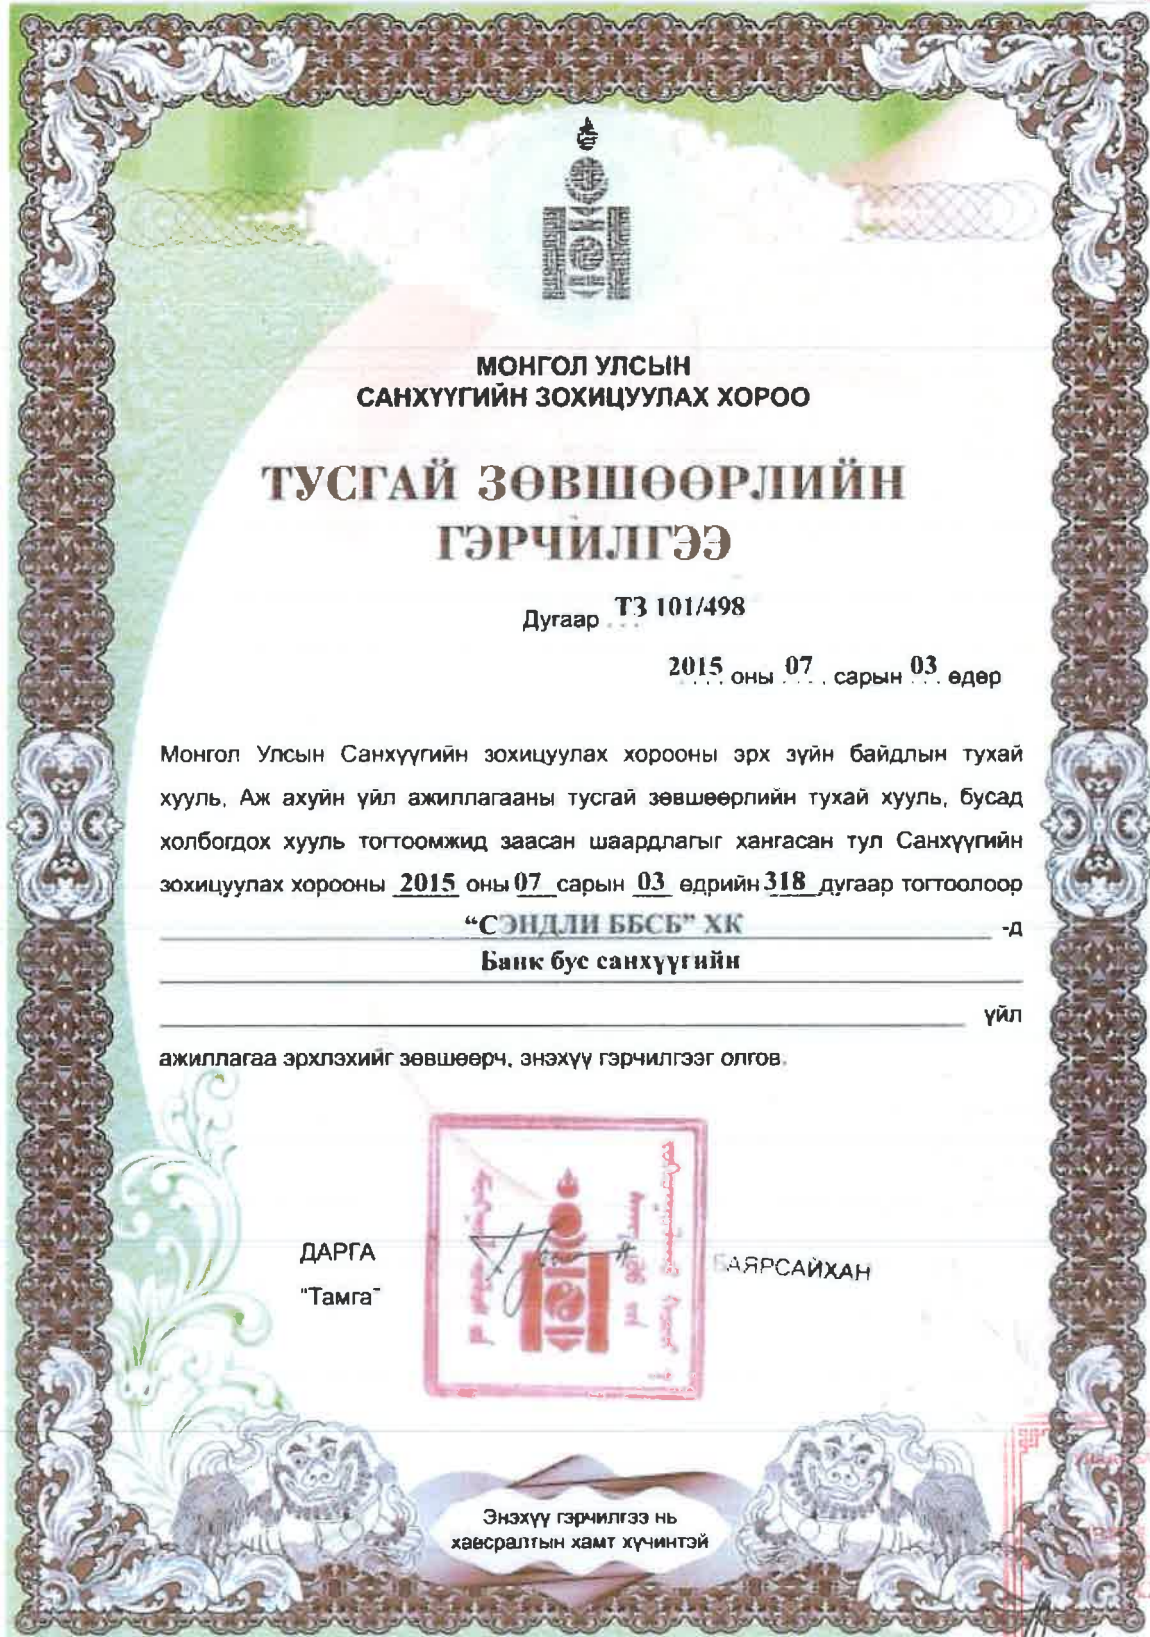 МОНГОЛ УЛСЫН
САНХҮҮГИЙН ЗОХИЦУУЛАХ ХОРОО
ТУСГАЙ ЗӨВШӨӨРЛИЙН
ГЭРЧИЛГЭЭ
Дугаар ТЗ 101/498
2015 оны 07 сарын 03 өдөр
Монгол Улсын Санхүүгийн зохицуулах хорооны эрх зүйн байдлын тухай
хууль, Аж ахуйн үйл ажиллагааны тусгай зөвшөөрлийн тухай хууль, бусад
холбогдох хууль тогтоомжид заасан шаардлагыг хангасан тул Санхүүгийн
зохицуулах хорооны 2015 оны 07 сарын 03 өдрийн 318 дугаар тогтоолоор
“СЭНДЛИ ББСБ” ХК -д
Банк бус санхүүгийн
үйл
ажиллагаа эрхлэхийг зөвшөөрч, энэхүү гэрчилгээг олгов.
ДАРГА
БАЯРСАЙХАН
"Тамга"
Энэхүү гэрчилгээ нь
хавсралтын хамт хүчинтэй